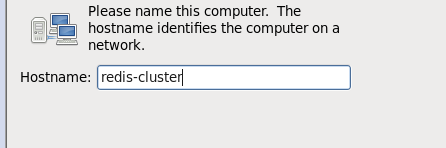 Please name this computer.  The
hostname identifies the computer on a
network.
Hostname: redis-cluster